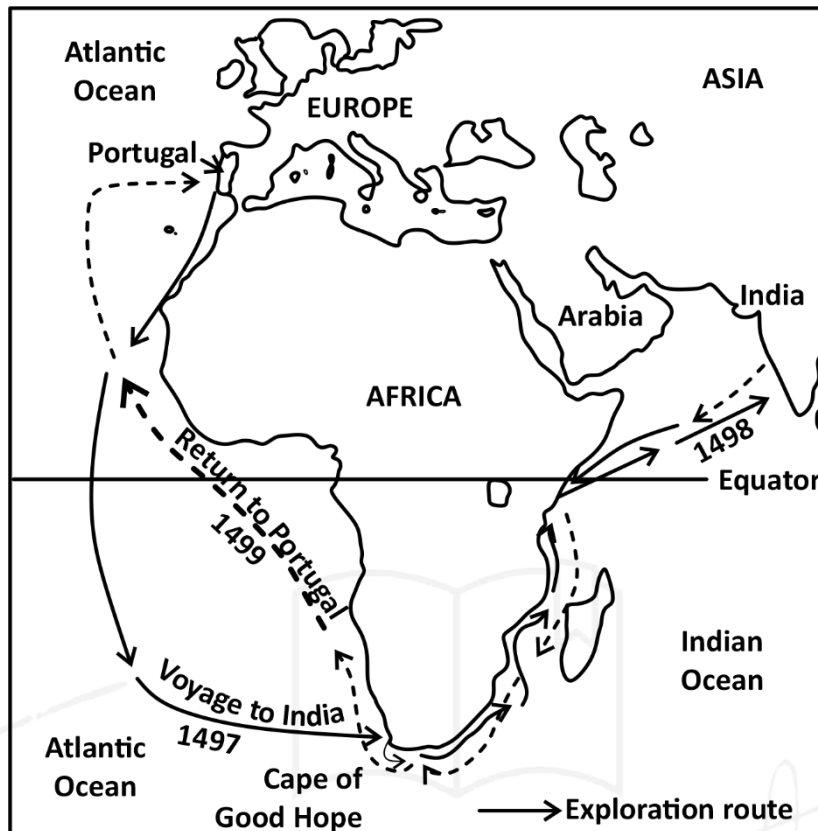 Atlantic
Ocean
ASIA
EUROPE
Portugal
India
Arabia
AFRICA
1498
Return to Portugal
1499
Equator
Indian
Ocean
Voyage to India
1497
Atlantic
Ocean
Cape of
Good Hope
Exploration route